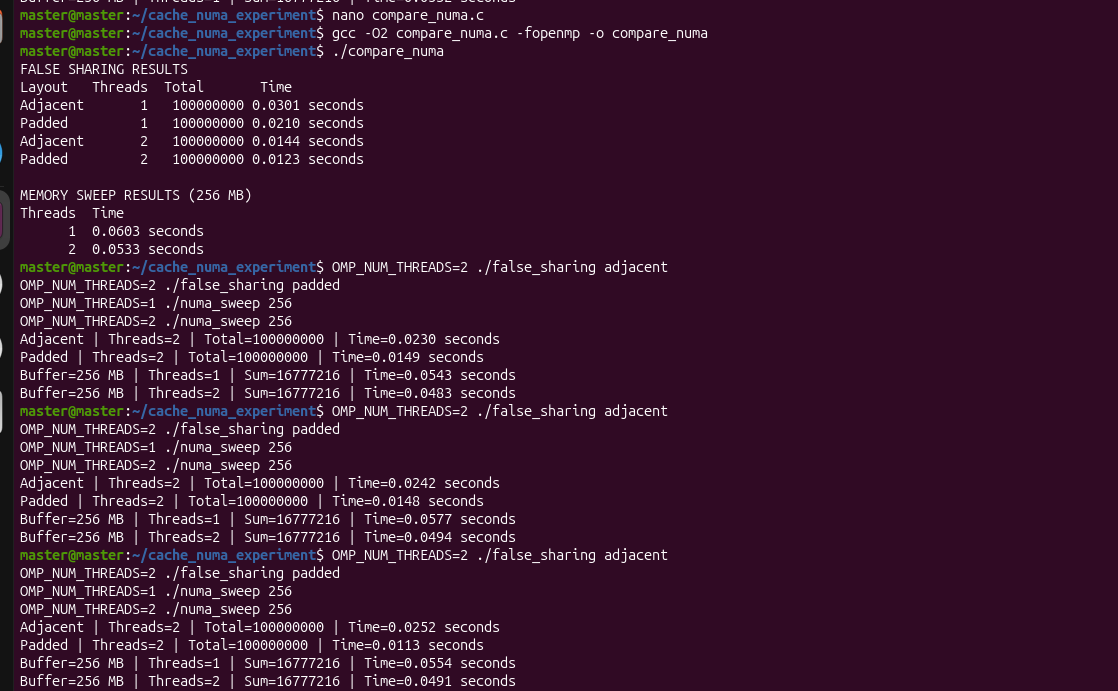 master@master:~/cache_numa_experiment$ nano compare_numa.c
master@master:~/cache_numa_experiment$ gcc -O2 compare_numa.c -fopenmp -o compare_numa
master@master:~/cache_numa_experiment$ ./compare_numa
FALSE SHARING RESULTS
Layout   Threads  Total       Time
Adjacent       1   100000000 0.0301 seconds
Padded         1   100000000 0.0210 seconds
Adjacent       2   100000000 0.0144 seconds
Padded         2   100000000 0.0123 seconds

MEMORY SWEEP RESULTS (256 MB)
Threads  Time
      1  0.0603 seconds
      2  0.0533 seconds
master@master:~/cache_numa_experiment$ OMP_NUM_THREADS=2 ./false_sharing adjacent
OMP_NUM_THREADS=2 ./false_sharing padded
OMP_NUM_THREADS=1 ./numa_sweep 256
OMP_NUM_THREADS=2 ./numa_sweep 256
Adjacent | Threads=2 | Total=100000000 | Time=0.0230 seconds
Padded | Threads=2 | Total=100000000 | Time=0.0149 seconds
Buffer=256 MB | Threads=1 | Sum=16777216 | Time=0.0543 seconds
Buffer=256 MB | Threads=2 | Sum=16777216 | Time=0.0483 seconds
master@master:~/cache_numa_experiment$ OMP_NUM_THREADS=2 ./false_sharing adjacent
OMP_NUM_THREADS=2 ./false_sharing padded
OMP_NUM_THREADS=1 ./numa_sweep 256
OMP_NUM_THREADS=2 ./numa_sweep 256
Adjacent | Threads=2 | Total=100000000 | Time=0.0242 seconds
Padded | Threads=2 | Total=100000000 | Time=0.0148 seconds
Buffer=256 MB | Threads=1 | Sum=16777216 | Time=0.0577 seconds
Buffer=256 MB | Threads=2 | Sum=16777216 | Time=0.0494 seconds
master@master:~/cache_numa_experiment$ OMP_NUM_THREADS=2 ./false_sharing adjacent
OMP_NUM_THREADS=2 ./false_sharing padded
OMP_NUM_THREADS=1 ./numa_sweep 256
OMP_NUM_THREADS=2 ./numa_sweep 256
Adjacent | Threads=2 | Total=100000000 | Time=0.0252 seconds
Padded | Threads=2 | Total=100000000 | Time=0.0113 seconds
Buffer=256 MB | Threads=1 | Sum=16777216 | Time=0.0554 seconds
Buffer=256 MB | Threads=2 | Sum=16777216 | Time=0.0491 seconds